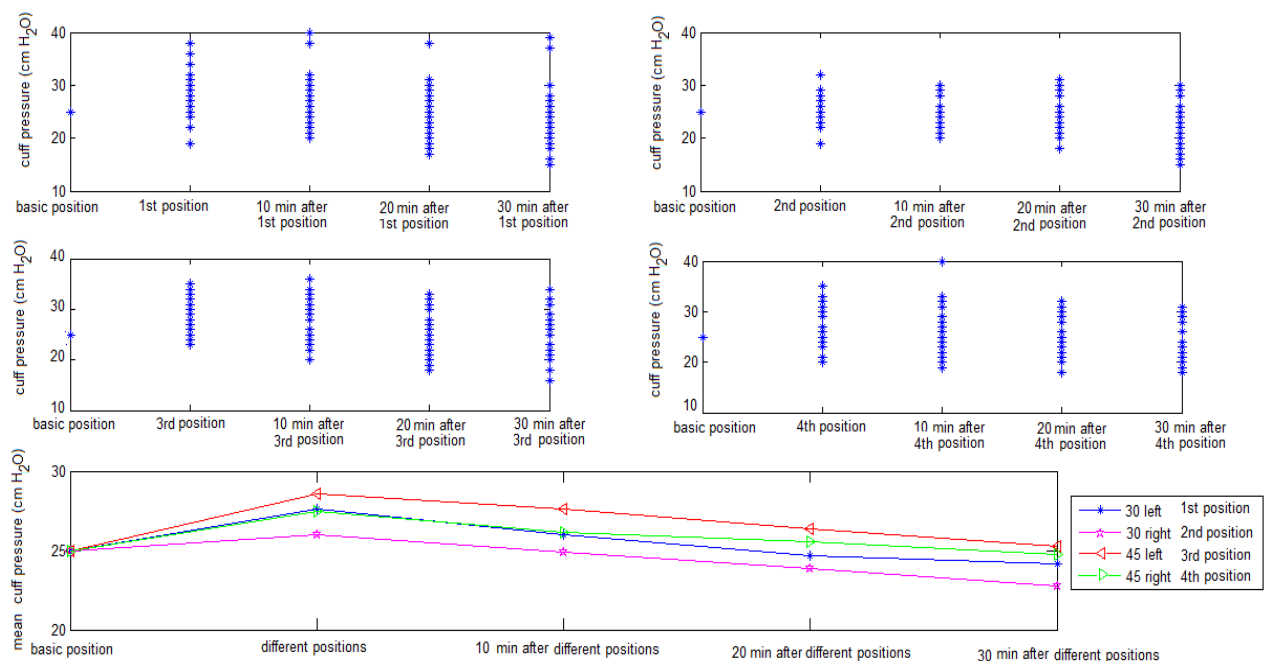 cuff pressure (cm H2O)
40
30
20
10
basic position
1st position
10 min after
1st position
20 min after
1st position
30 min after
1st position
cuff pressure (cm H2O)
40
30
20
10
basic position
2nd position
10 min after
2nd position
20 min after
2nd position
30 min after
2nd position
cuff pressure (cm H2O)
40
30
20
10
basic position
3rd position
10 min after
3rd position
20 min after
3rd position
30 min after
3rd position
cuff pressure (cm H2O)
40
30
20
10
basic position
4th position
10 min after
4th position
20 min after
4th position
30 min after
4th position
mean cuff pressure (cm H2O)
30
25
20
basic position
different positions
10 min after different positions
20 min after different positions
30 min after different positions
30 left 1st position
30 right 2nd position
45 left 3rd position
45 right 4th position